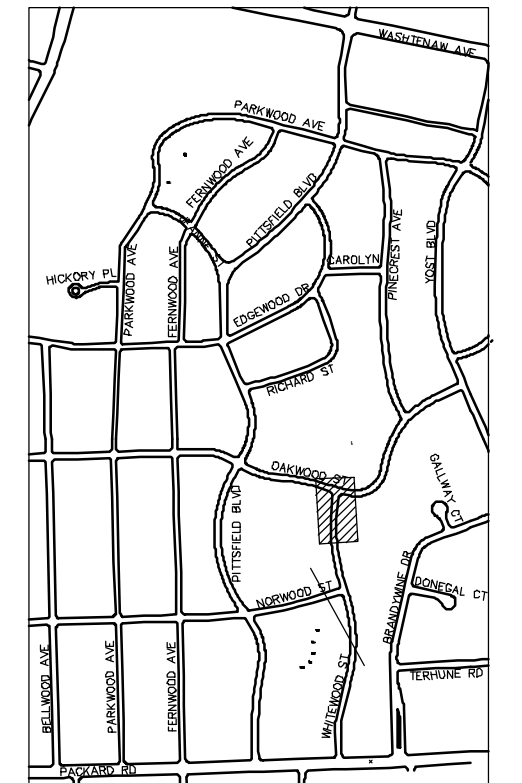 WASHTENAW AVE
PARKWOOD AVE
FERNWOOD AVE
PITTSFIELD BLVD
CAROLYN
PINECREST AVE
YOST BLVD
HICKORY PL
PARKWOOD AVE
FERNWOOD AVE
EDGEWOOD DR
RICHARD ST
OAKWOOD ST
GALLWAY CT
PITTSFIELD BLVD
NORWOOD ST
BRANDYWINE DR
DONEGAL CT
WHITEWOOD ST
TERHUNE RD
BELLWOOD AVE
PARKWOOD AVE
FERNWOOD AVE
PACKARD RD